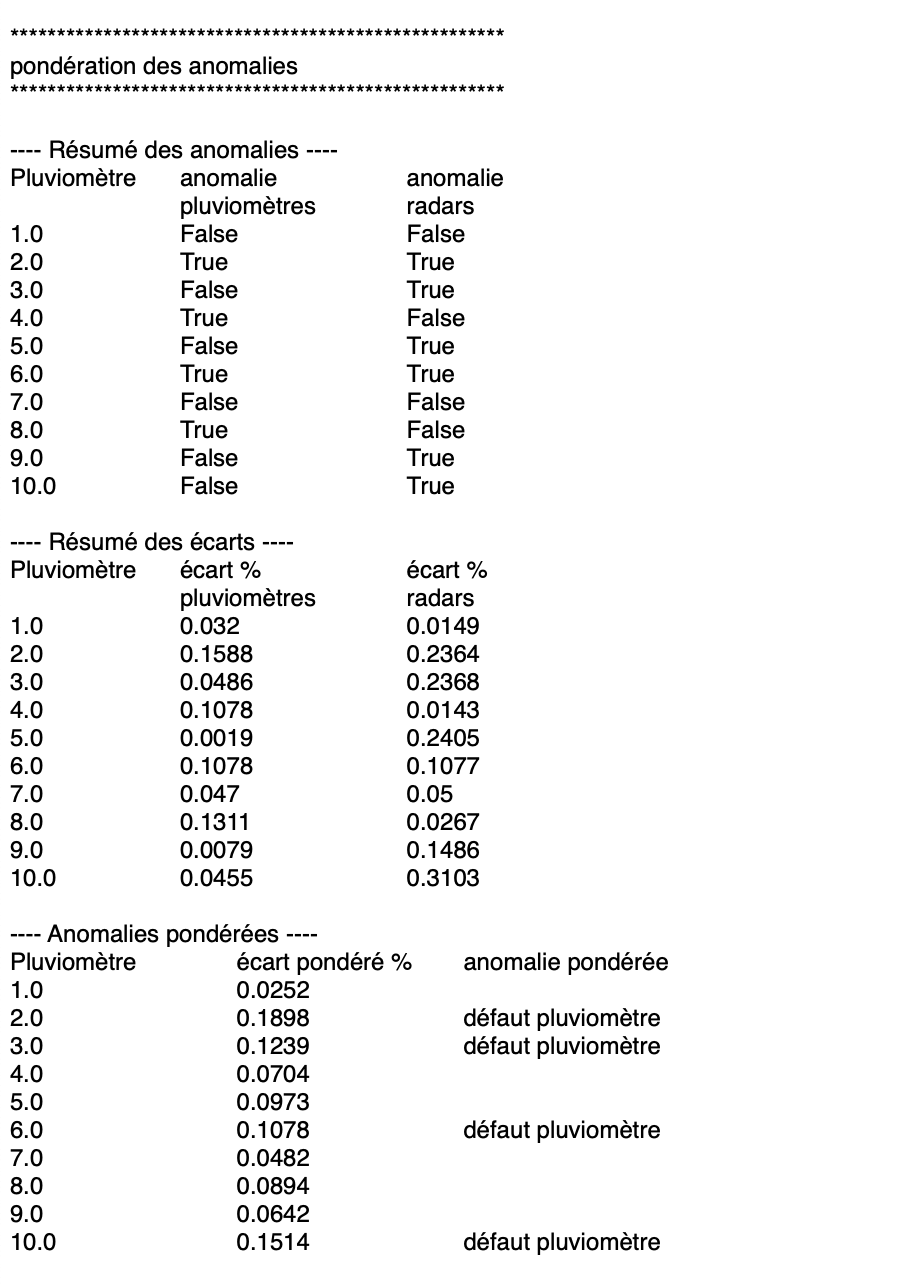 *****************************************************
pondération des anomalies
*****************************************************
---- Résumé des anomalies ----
Pluviomètre anomalie anomalie
pluviomètres radars
1.0 False False
2.0 True True
3.0 False True
4.0 True False
5.0 False True
6.0 True True
7.0 False False
8.0 True False
9.0 False True
10.0 False True
---- Résumé des écarts ----
Pluviomètre écart % écart %
pluviomètres radars
1.0 0.032 0.0149
2.0 0.1588 0.2364
3.0 0.0486 0.2368
4.0 0.1078 0.0143
5.0 0.0019 0.2405
6.0 0.1078 0.1077
7.0 0.047 0.05
8.0 0.1311 0.0267
9.0 0.0079 0.1486
10.0 0.0455 0.3103
---- Anomalies pondérées ----
Pluviomètre écart pondéré % anomalie pondérée
1.0 0.0252
2.0 0.1898 défaut pluviomètre
3.0 0.1239 défaut pluviomètre
4.0 0.0704
5.0 0.0973
6.0 0.1078 défaut pluviomètre
7.0 0.0482
8.0 0.0894
9.0 0.0642
10.0 0.1514 défaut pluviomètre